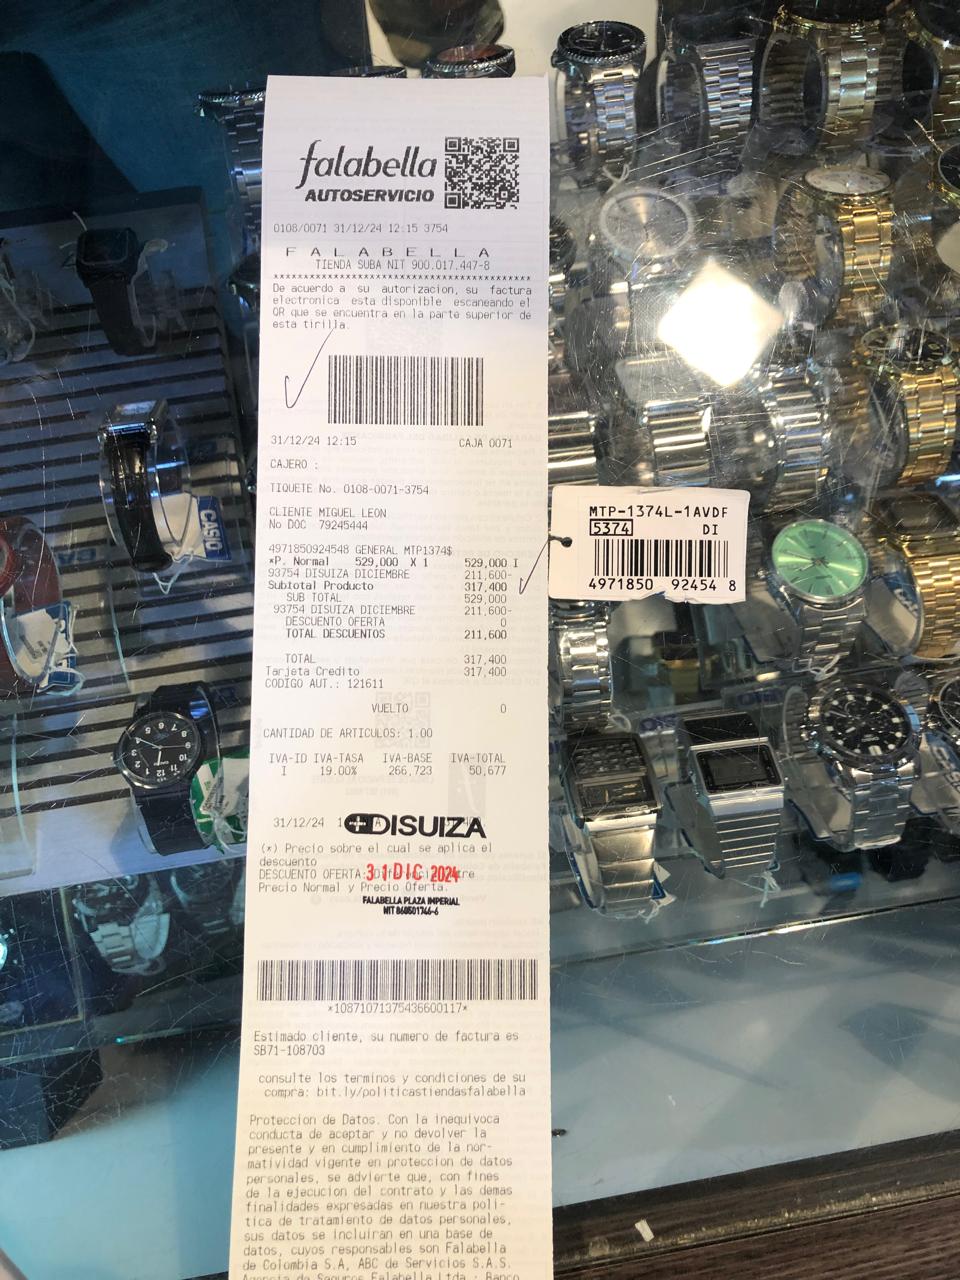 falabella
AUTOSERVICIO
0108/0071 31/12/24 12:15 3754
F A L A B E L L A
TIENDA SUBA NIT 900.017.447-8
De acuerdo a su autorizacion, su factura
electronica esta disponible escaneando el
QR que se encuentra en la parte superior de
esta tirilla.
31/12/24 12:15 CAJA 0071
CAJERO :
TIQUETE No. 0108-0071-3754
CLIENTE MIGUEL LEON
No DOC 79245444
4971850924548 GENERAL MTP1374$
*P. Normal 529,000 X 1 529,000 I
93754 DISUIZA DICIEMBRE 211,600-
Subtotal Producto 317,400
SUB TOTAL 529,000
93754 DISUIZA DICIEMBRE 211,600-
DESCUENTO OFERTA 0
TOTAL DESCUENTOS 211,600
TOTAL 317,400
Tarjeta Credito 317,400
CODIGO AUT.: 121611
VUELTO 0
CANTIDAD DE ARTICULOS: 1.00
IVA-ID IVA-TASA IVA-BASE IVA-TOTAL
I 19.00% 266,723 50,677
31/12/24
DISUIZA
(*) Precio sobre el cual se aplica el
descuento
DESCUENTO OFERTA:
31 DIC 2024
Precio Normal y Precio Oferta.
FALABELLA PLAZA IMPERIAL
NIT 860501746-6
*10871071375436600117*
Estimado cliente, su numero de factura es
SB71-108703
consulte los terminos y condiciones de su
compra: bit.ly/politicastiendasfalabella
Proteccion de Datos. Con la inequivoca
conducta de aceptar y no devolver la
presente y en cumplimiento de la nor-
matividad vigente en proteccion de datos
personales, se advierte que, con fines
de la ejecucion del contrato y las demas
finalidades expresadas en nuestra poli-
tica de tratamiento de datos personales,
sus datos se incluiran en una base de
datos, cuyos responsables son Falabella
de Colombia S.A, ABC de Servicios S.A.S.
Agencia de Seguros Falabella Ltda ; Banco
MTP-1374L-1AVDF
5374 DI
4971850 92454 8
CASIO